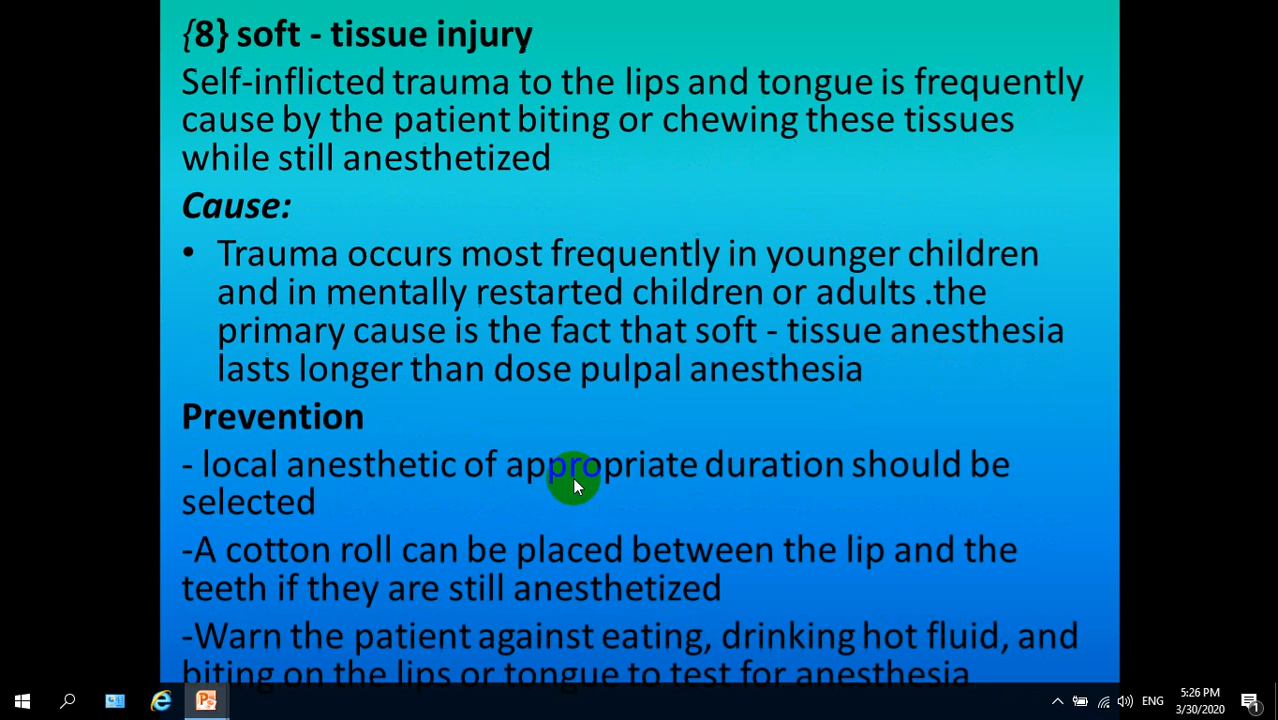 {8} soft - tissue injury
Self-inflicted trauma to the lips and tongue is frequently
cause by the patient biting or chewing these tissues
while still anesthetized
Cause:
• Trauma occurs most frequently in younger children
and in mentally restarted children or adults .the
primary cause is the fact that soft - tissue anesthesia
lasts longer than dose pulpal anesthesia
Prevention
- local anesthetic of appropriate duration should be
selected
-A cotton roll can be placed between the lip and the
teeth if they are still anesthetized
-Warn the patient against eating, drinking hot fluid, and
biting on the lips or tongue to test for anesthesia
ENG
5:26 PM
3/30/2020
1